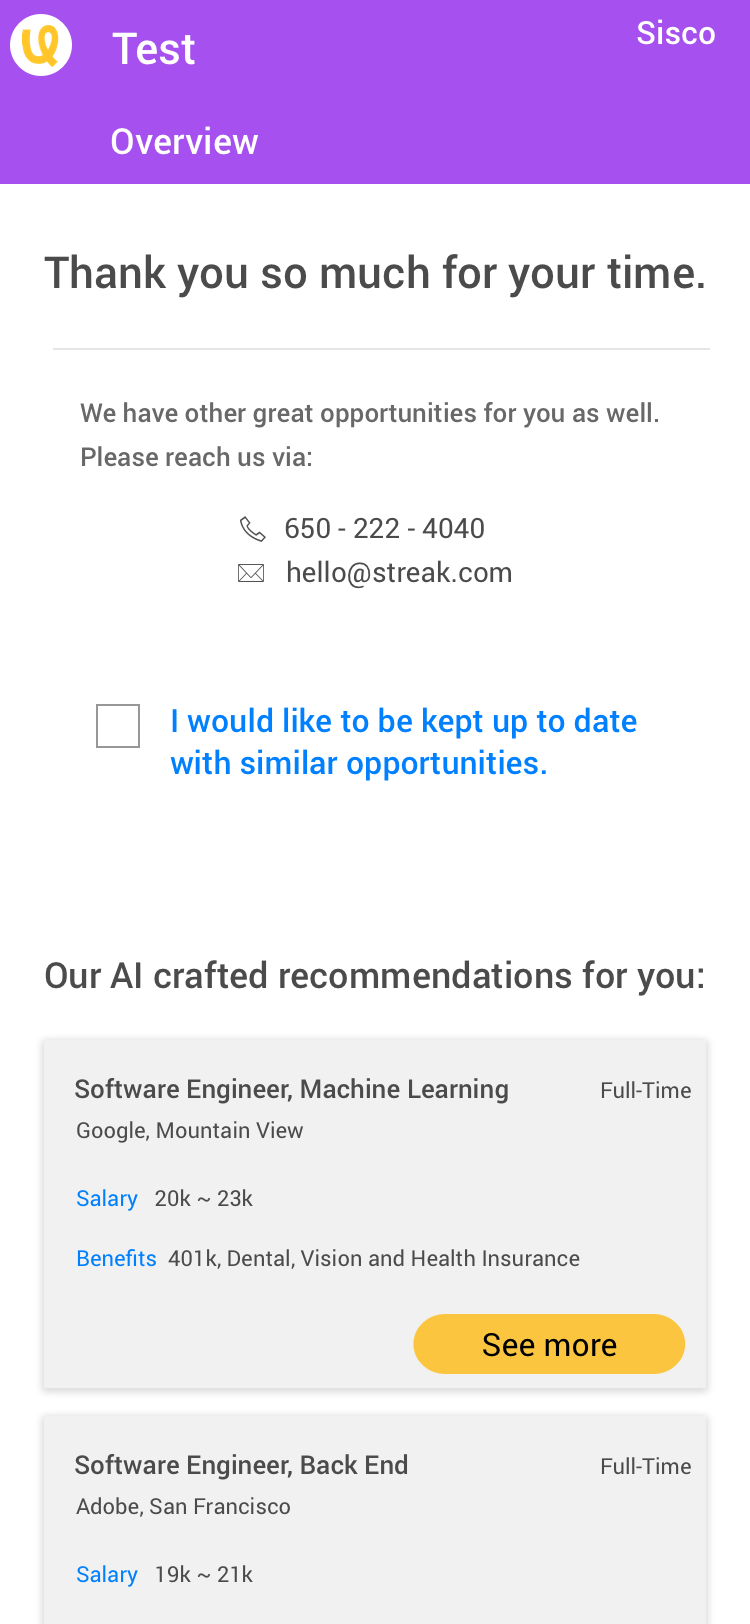 Test
Sisco
Overview
Thank you so much for your time.
We have other great opportunities for you as well.
Please reach us via:
650 - 222 - 4040
hello@streak.com
I would like to be kept up to date
with similar opportunities.
Our AI crafted recommendations for you:
Software Engineer, Machine Learning
Full-Time
Google, Mountain View
Salary 20k ~ 23k
Benefits 401k, Dental, Vision and Health Insurance
See more
Software Engineer, Back End
Full-Time
Adobe, San Francisco
Salary 19k ~ 21k